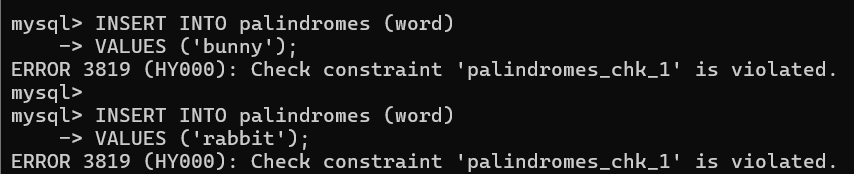 mysql> INSERT INTO palindromes (word)
    -> VALUES ('bunny');
ERROR 3819 (HY000): Check constraint 'palindromes_chk_1' is violated.
mysql>
mysql> INSERT INTO palindromes (word)
    -> VALUES ('rabbit');
ERROR 3819 (HY000): Check constraint 'palindromes_chk_1' is violated.